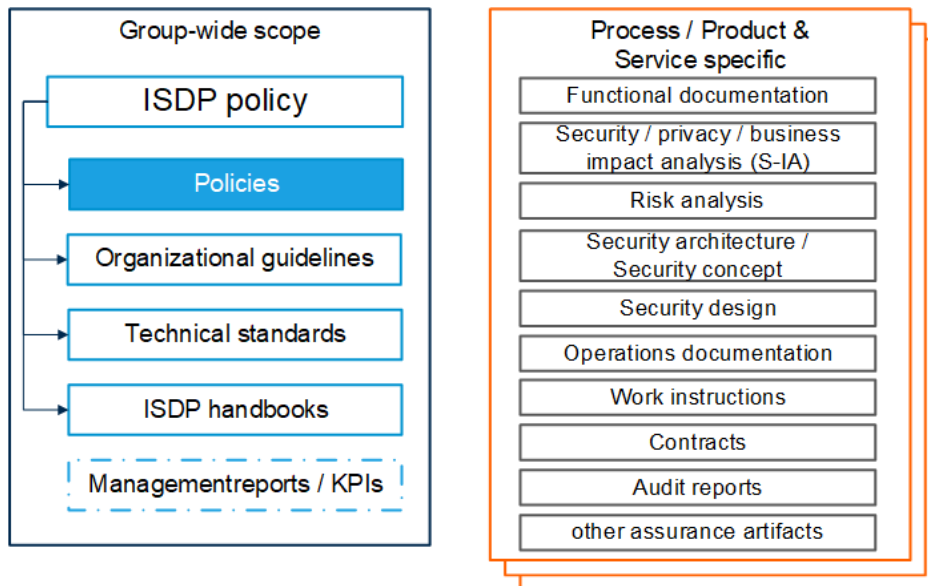 Group-wide scope
ISDP policy
Policies
Organizational guidelines
Technical standards
ISDP handbooks
Managementreports / KPIs
Process / Product &
Service specific
Functional documentation
Security / privacy / business
impact analysis (S-IA)
Risk analysis
Security architecture /
Security concept
Security design
Operations documentation
Work instructions
Contracts
Audit reports
other assurance artifacts